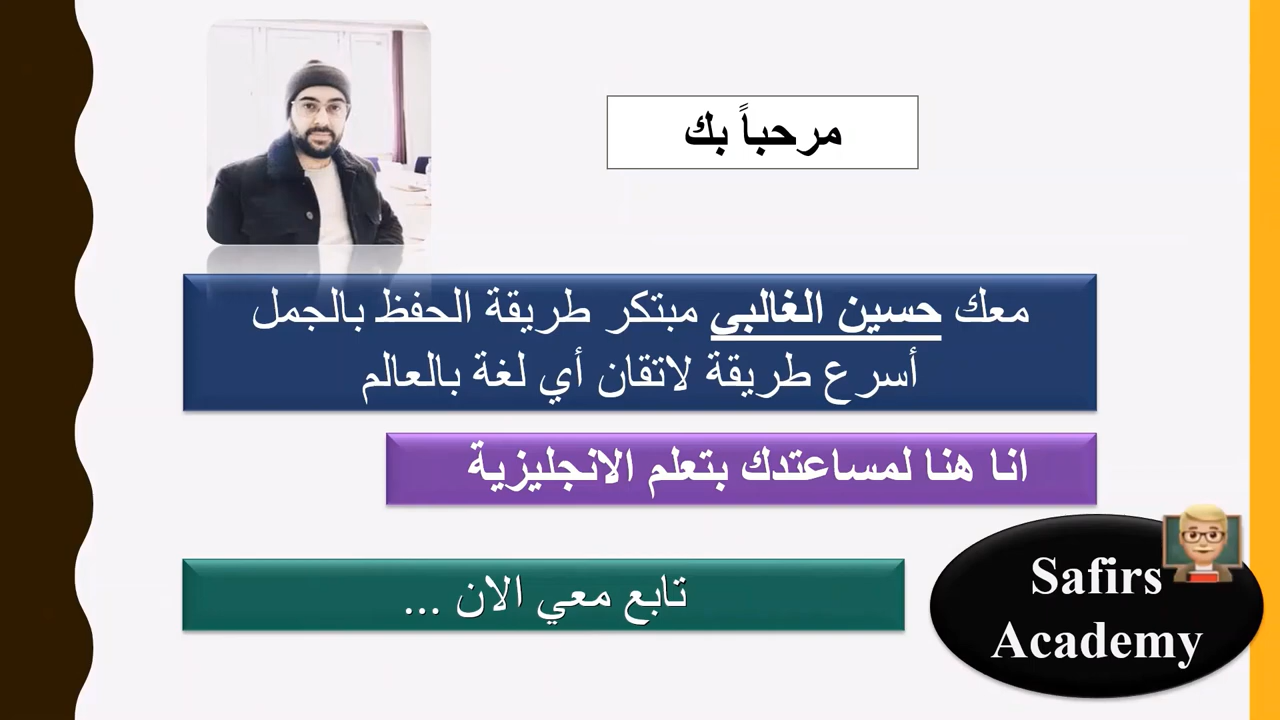 مرحباً بك
معك حسين الغالبي مبتكر طريقة الحفظ بالجمل
أسرع طريقة لاتقان أي لغة بالعالم
انا هنا لمساعتدك بتعلم الانجليزية
تابع معي الان ...
Safirs
Academy